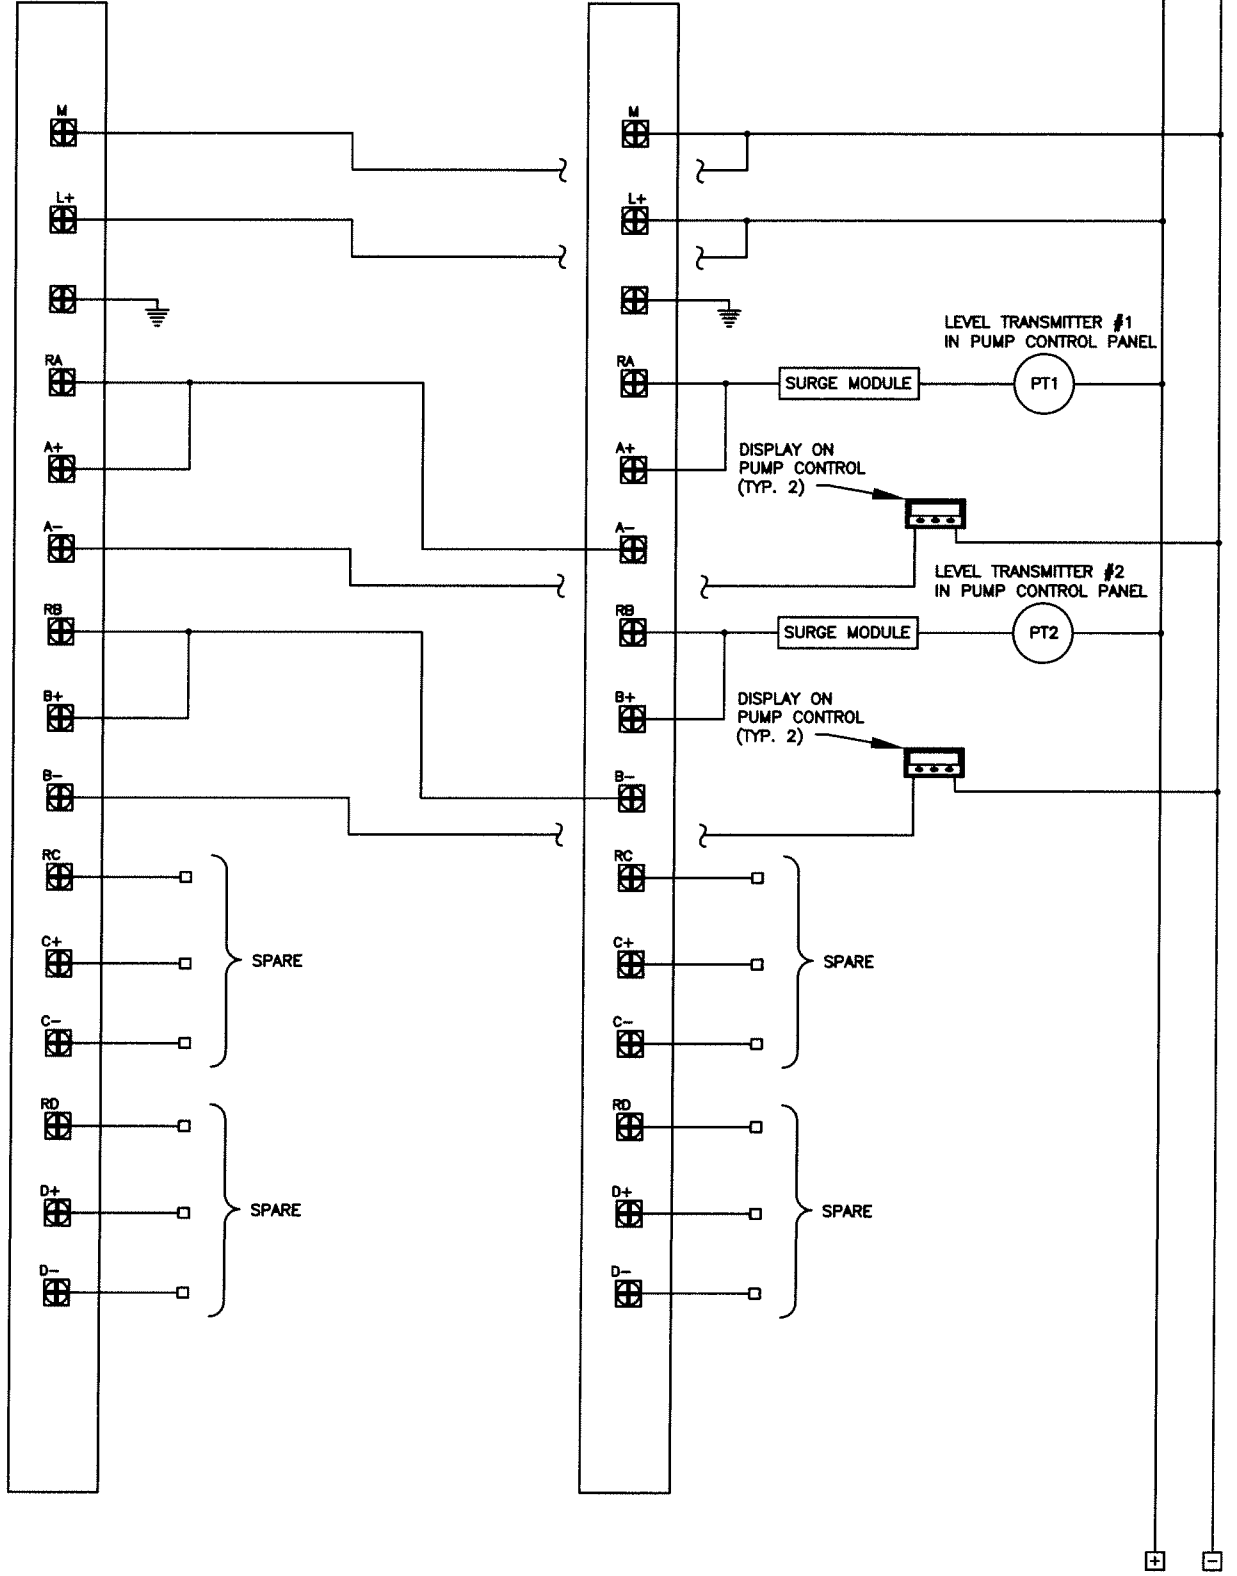 M
M
L+
L+
LEVEL TRANSMITTER #1
IN PUMP CONTROL PANEL
RA
RA
SURGE MODULE
PT1
A+
A+
DISPLAY ON
PUMP CONTROL
(TYP. 2)
A-
A-
LEVEL TRANSMITTER #2
IN PUMP CONTROL PANEL
RB
RB
SURGE MODULE
PT2
B+
B+
DISPLAY ON
PUMP CONTROL
(TYP. 2)
B-
B-
RC
RC
C+
C+
SPARE
SPARE
C-
C-
RD
RD
D+
D+
SPARE
SPARE
D-
D-
+
-